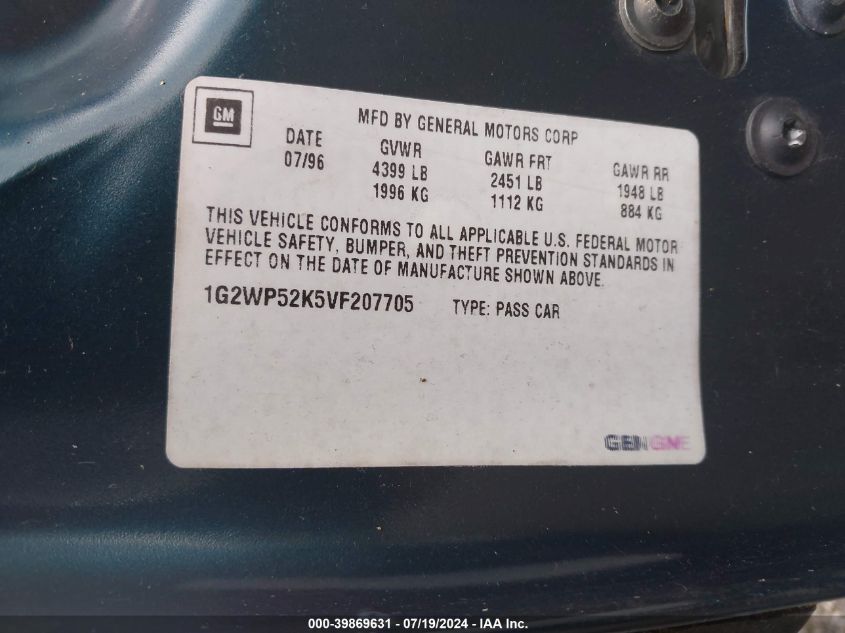 GM
MFD BY GENERAL MOTORS CORP
DATE GVWR GAWR FRT GAWR RR
07/96 4399 LB 2451 LB 1948 LB
1996 KG 1112 KG 884 KG
THIS VEHICLE CONFORMS TO ALL APPLICABLE U.S. FEDERAL MOTOR
VEHICLE SAFETY, BUMPER, AND THEFT PREVENTION STANDARDS IN
EFFECT ON THE DATE OF MANUFACTURE SHOWN ABOVE.
1G2WP52K5VF207705 TYPE: PASS CAR
000-39869631 - 07/19/2024 - IAA Inc.